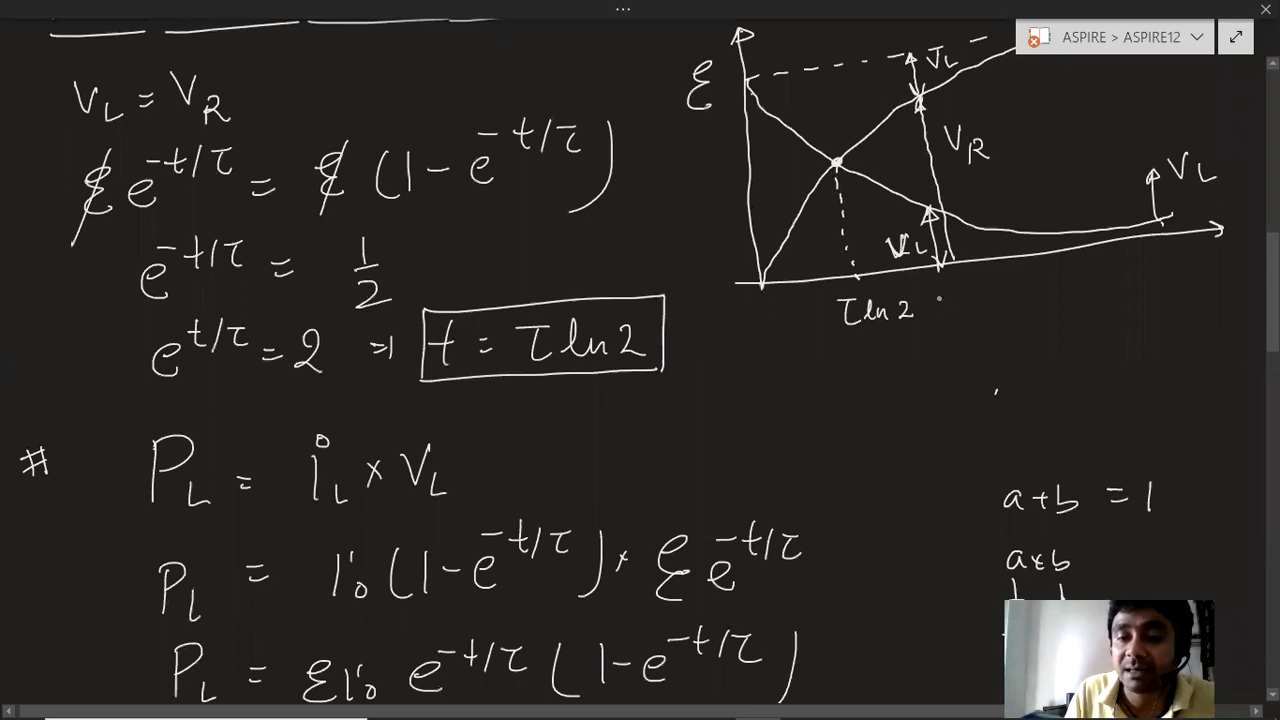 V_L = V_R
ℰ e^{-t/τ} = ℰ (1 - e^{-t/τ})
e^{-t/τ} = 1/2
e^{t/τ} = 2 ⇒ t = τ ln 2
# P_L = i_L × V_L
P_L = i_0 (1 - e^{-t/τ}) × ℰ e^{-t/τ}
P_L = ℰ i_0 e^{-t/τ} (1 - e^{-t/τ})
ASPIRE > ASPIRE12
ℰ
V_L
V_R
V_L
V_L
τ ln 2
a + b = 1
a × b